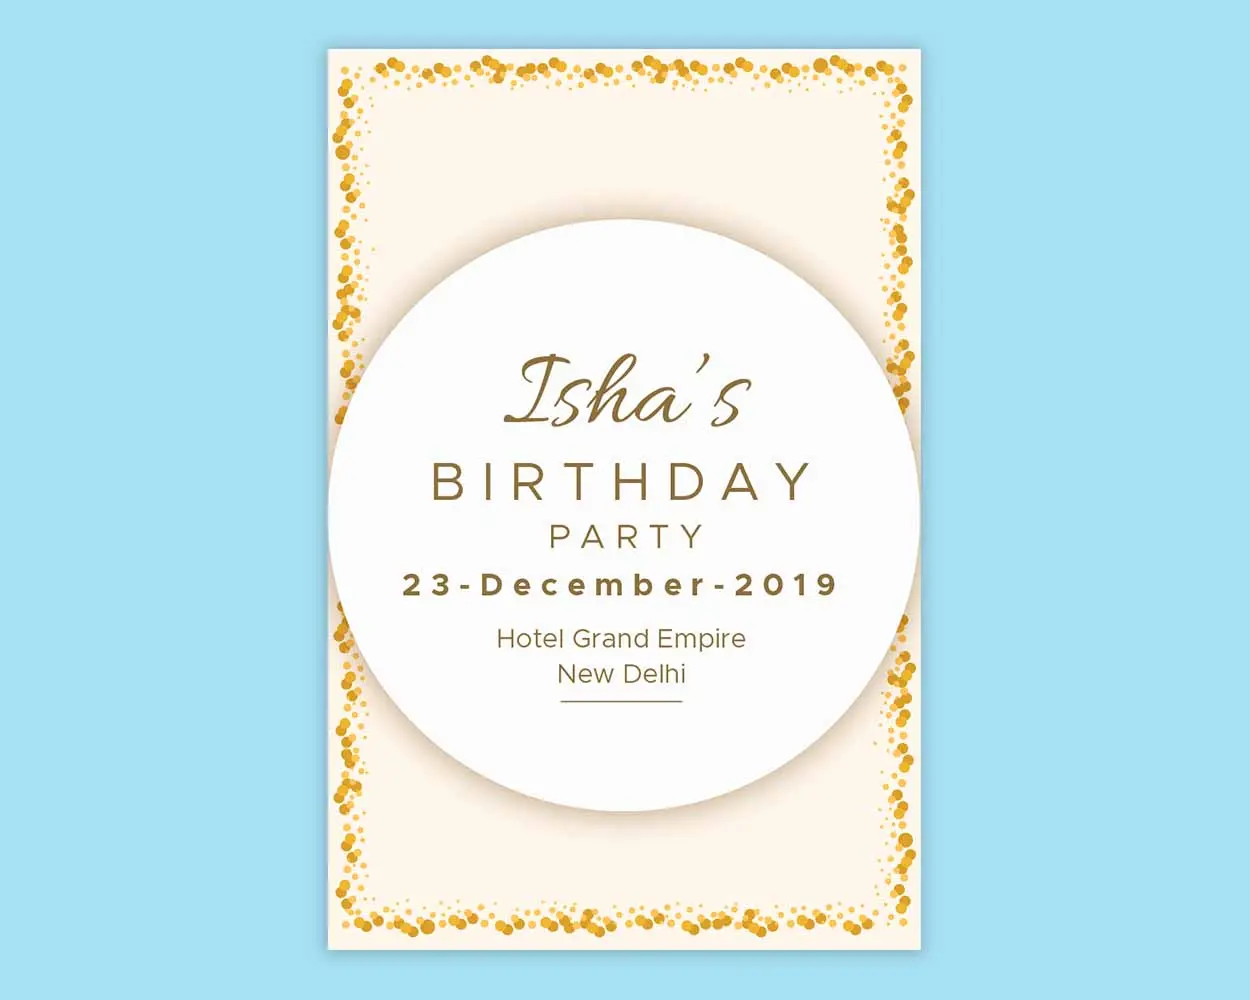 Isha's
BIRTHDAY
PARTY
23-December-2019
Hotel Grand Empire
New Delhi